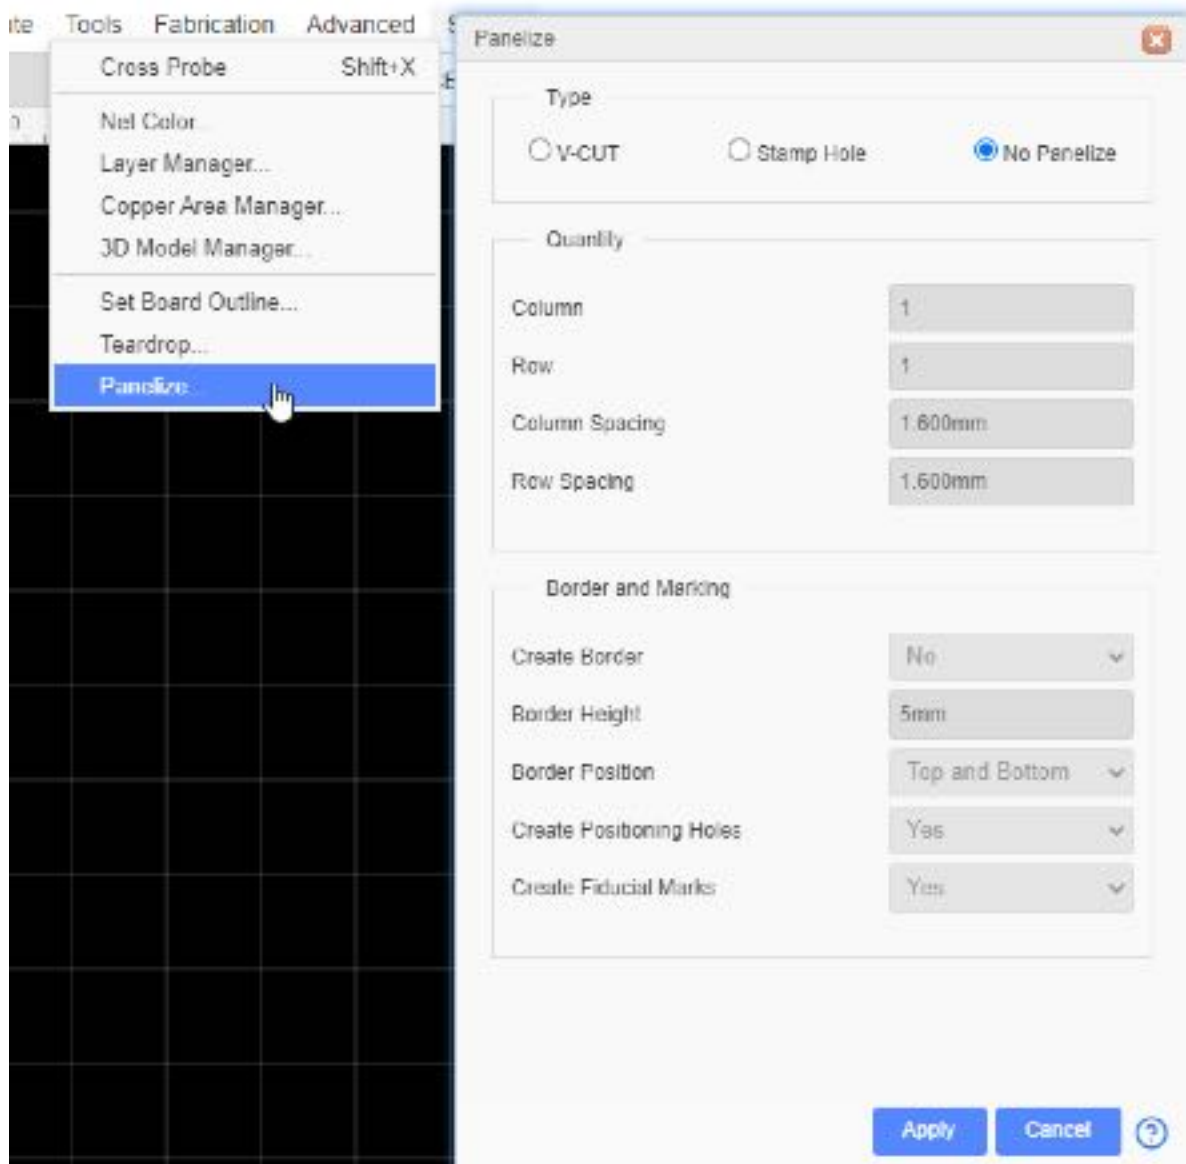 Tools Fabrication Advanced
Cross Probe Shift+X
Net Color...
Layer Manager...
Copper Area Manager...
3D Model Manager...
Set Board Outline...
Teardrop...
Panelize...
Panelize
Type
V-CUT Stamp Hole No Panelize
Quantity
Column 1
Row 1
Column Spacing 1.600mm
Row Spacing 1.600mm
Border and Marking
Create Border No
Border Height 5mm
Border Position Top and Bottom
Create Positioning Holes Yes
Create Fiducial Marks Yes
Apply Cancel ?